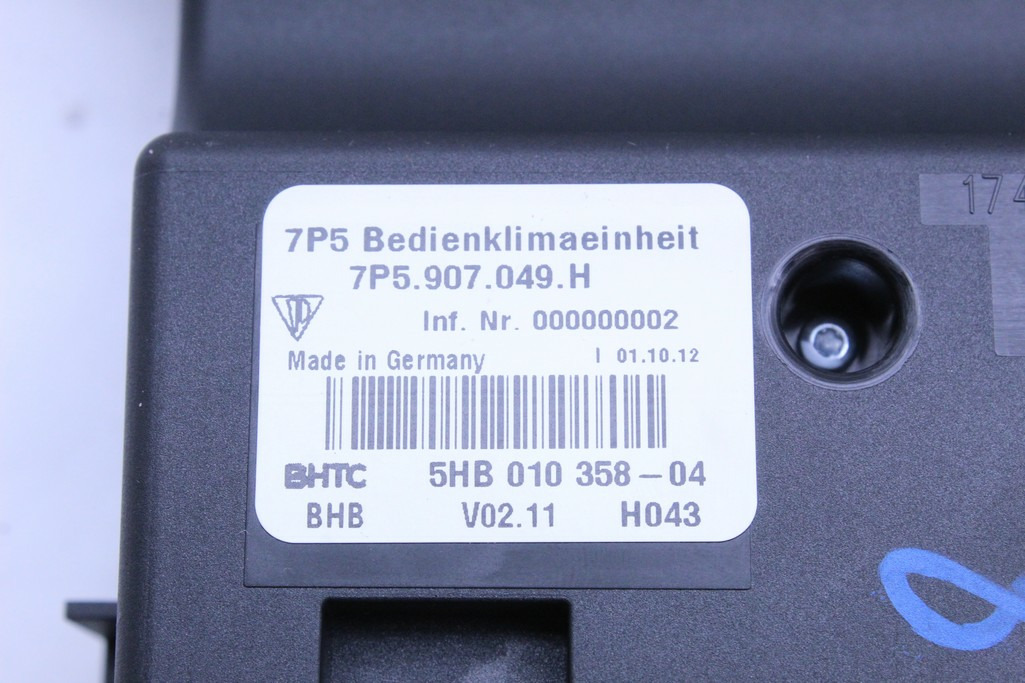 7P5 Bedienklimaeinheit
7P5.907.049.H
Inf. Nr. 000000002
Made in Germany I 01.10.12
BHTC 5HB 010 358-04
BHB V02.11 H043
174